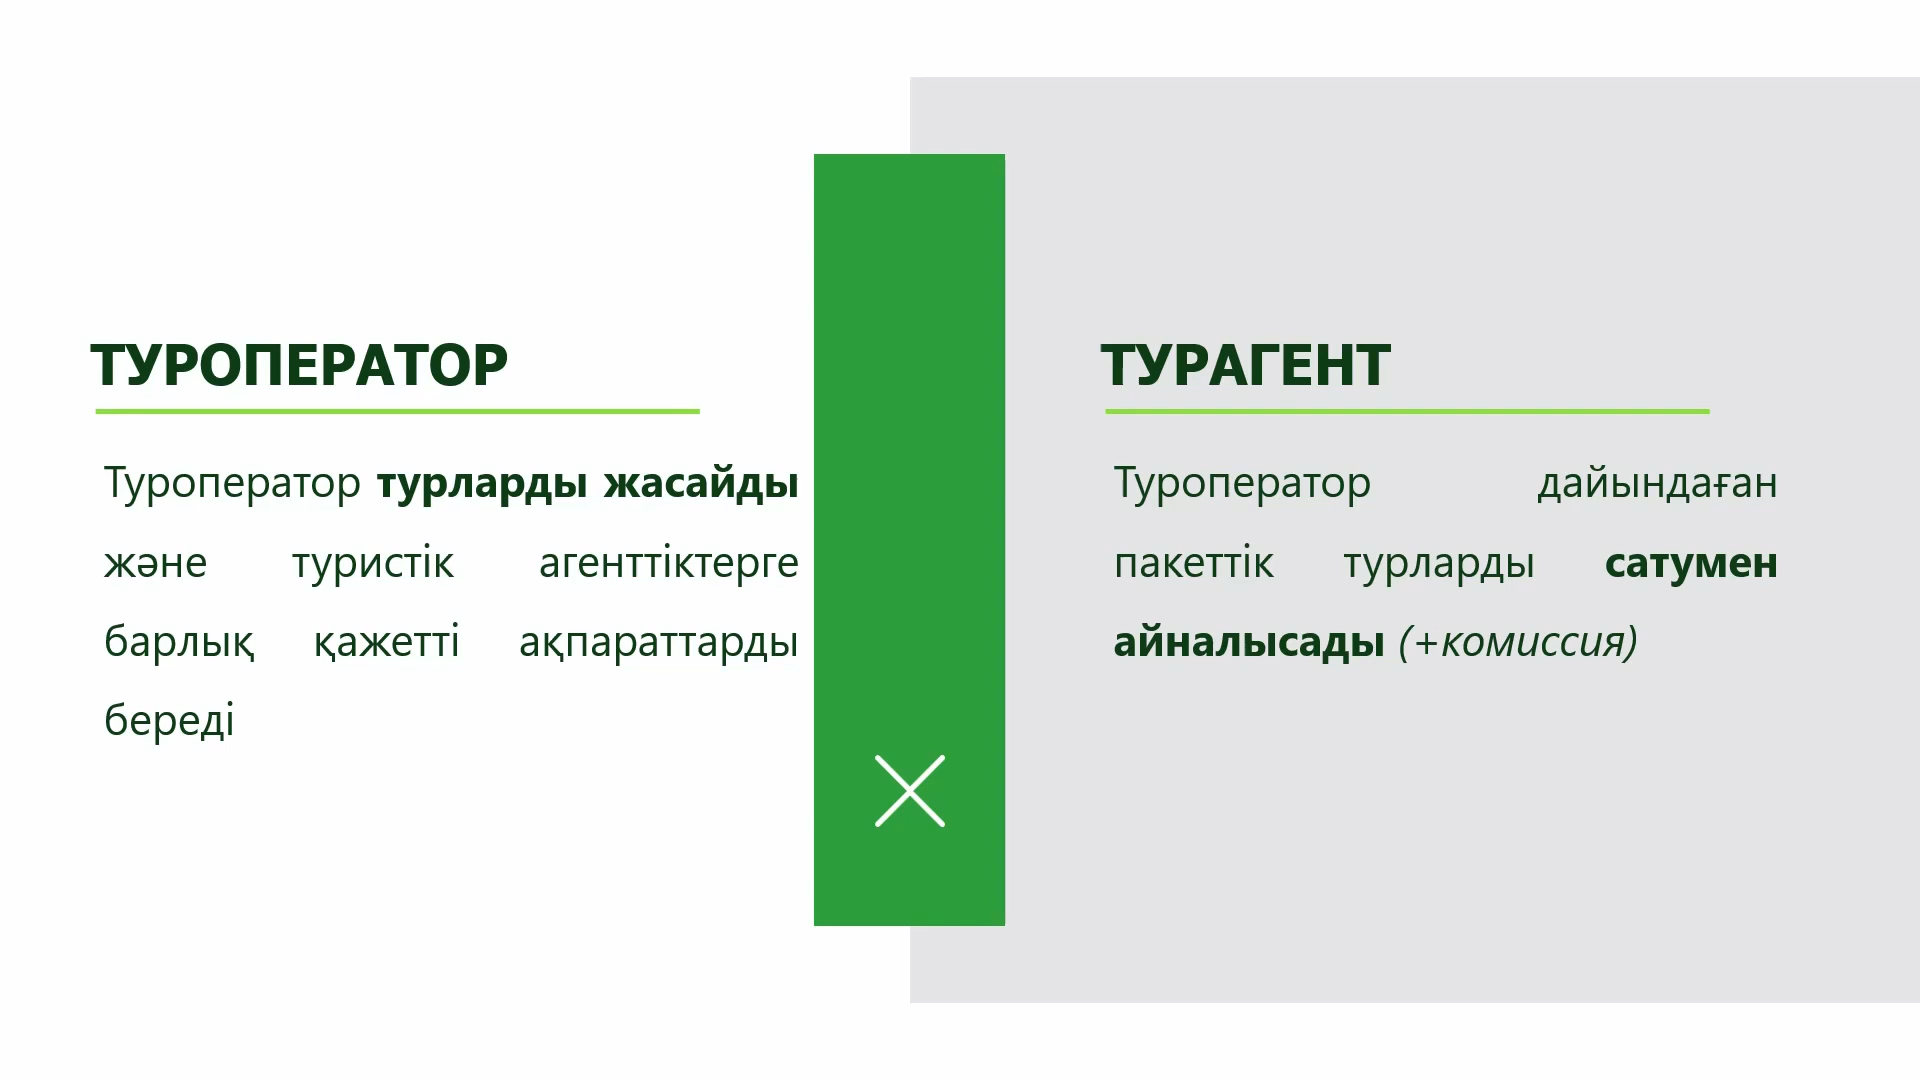 ТУРОПЕРАТОР
Туроператор турларды жасайды
және туристік агенттіктерге
барлық қажетті ақпараттарды
береді
ТУРАГЕНТ
Туроператор дайындаған
пакеттік турларды сатумен
айналысады (+комиссия)